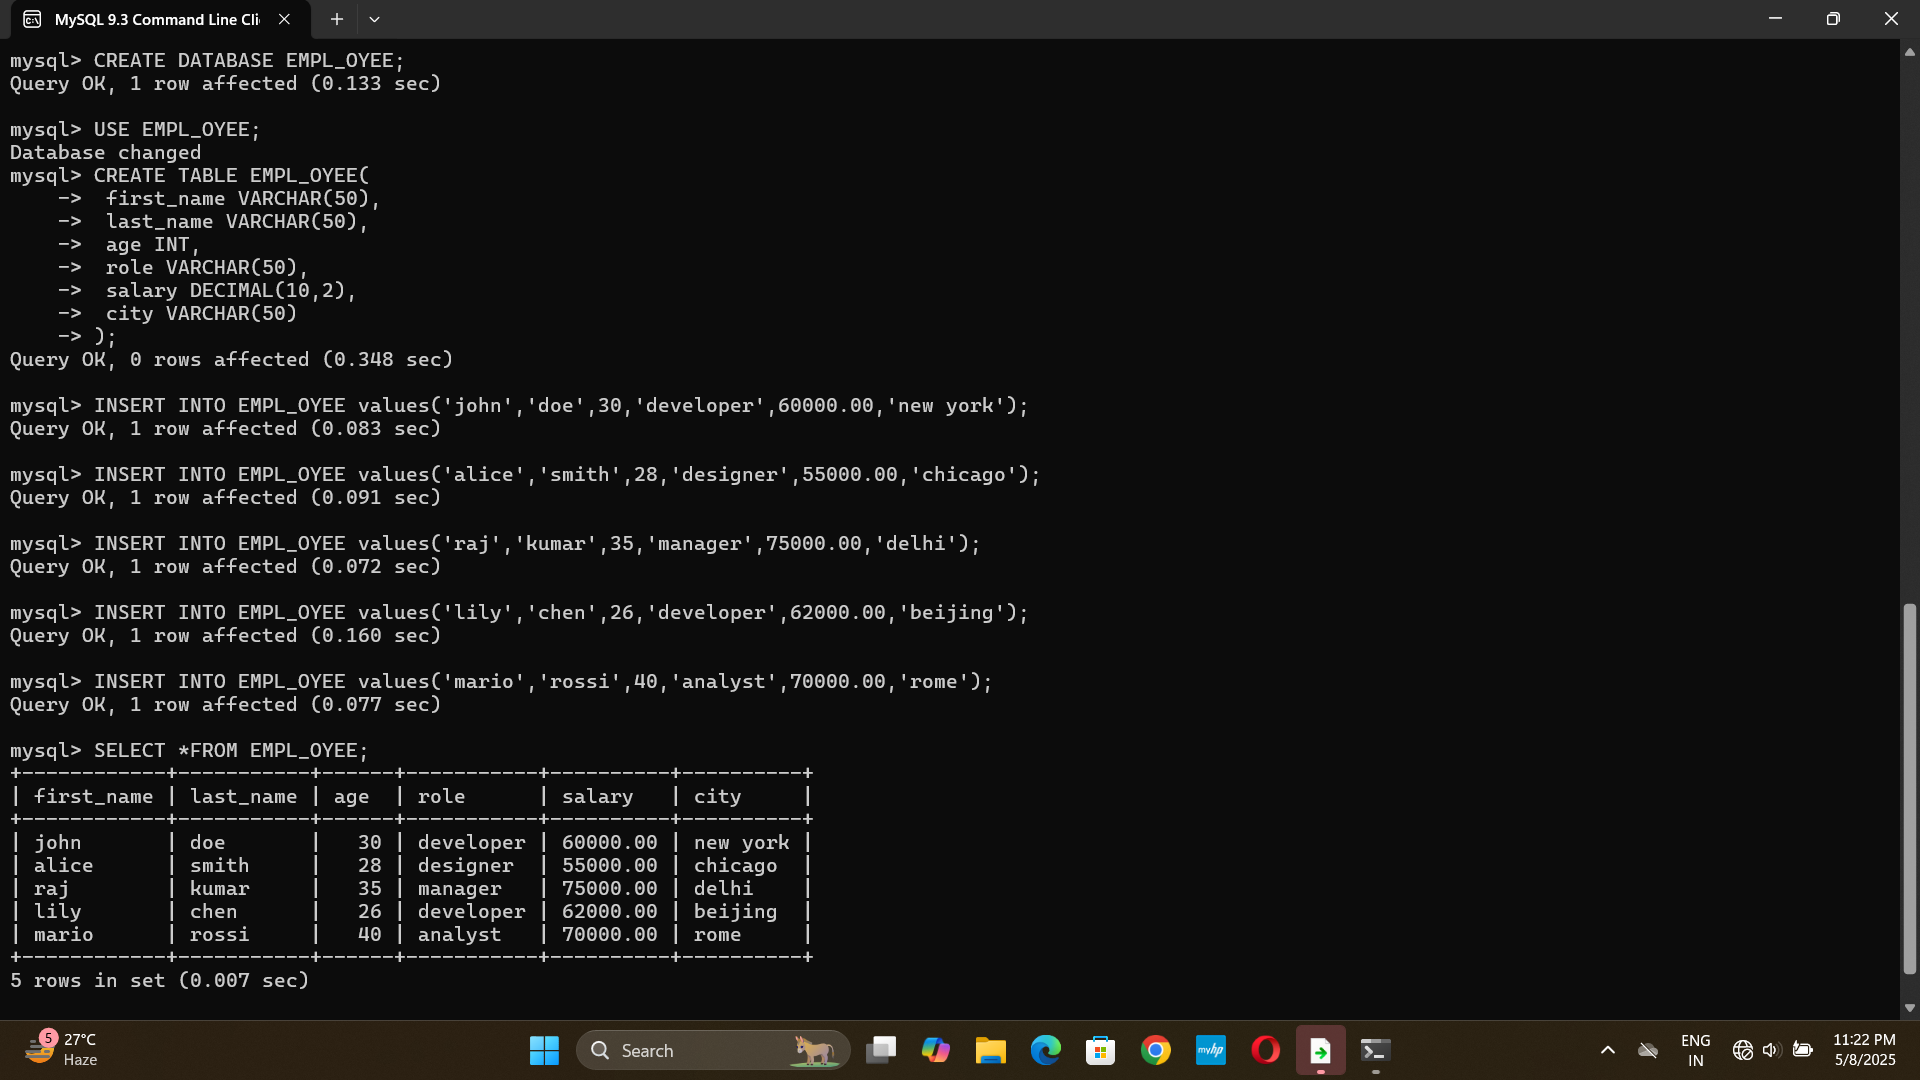 MySQL 9.3 Command Line Cli
mysql> CREATE DATABASE EMPL_OYEE;
Query OK, 1 row affected (0.133 sec)
mysql> USE EMPL_OYEE;
Database changed
mysql> CREATE TABLE EMPL_OYEE(
    ->  first_name VARCHAR(50),
    ->  last_name VARCHAR(50),
    ->  age INT,
    ->  role VARCHAR(50),
    ->  salary DECIMAL(10,2),
    ->  city VARCHAR(50)
    -> );
Query OK, 0 rows affected (0.348 sec)
mysql> INSERT INTO EMPL_OYEE values('john','doe',30,'developer',60000.00,'new york');
Query OK, 1 row affected (0.083 sec)
mysql> INSERT INTO EMPL_OYEE values('alice','smith',28,'designer',55000.00,'chicago');
Query OK, 1 row affected (0.091 sec)
mysql> INSERT INTO EMPL_OYEE values('raj','kumar',35,'manager',75000.00,'delhi');
Query OK, 1 row affected (0.072 sec)
mysql> INSERT INTO EMPL_OYEE values('lily','chen',26,'developer',62000.00,'beijing');
Query OK, 1 row affected (0.160 sec)
mysql> INSERT INTO EMPL_OYEE values('mario','rossi',40,'analyst',70000.00,'rome');
Query OK, 1 row affected (0.077 sec)
mysql> SELECT *FROM EMPL_OYEE;
+------------+-----------+------+-----------+----------+----------+
| first_name | last_name | age  | role      | salary   | city     |
+------------+-----------+------+-----------+----------+----------+
| john       | doe       |   30 | developer | 60000.00 | new york |
| alice      | smith     |   28 | designer  | 55000.00 | chicago  |
| raj        | kumar     |   35 | manager   | 75000.00 | delhi    |
| lily       | chen      |   26 | developer | 62000.00 | beijing  |
| mario      | rossi     |   40 | analyst   | 70000.00 | rome     |
+------------+-----------+------+-----------+----------+----------+
5 rows in set (0.007 sec)
5
27°C
Haze
Search
myhp
ENG
IN
11:22 PM
5/8/2025